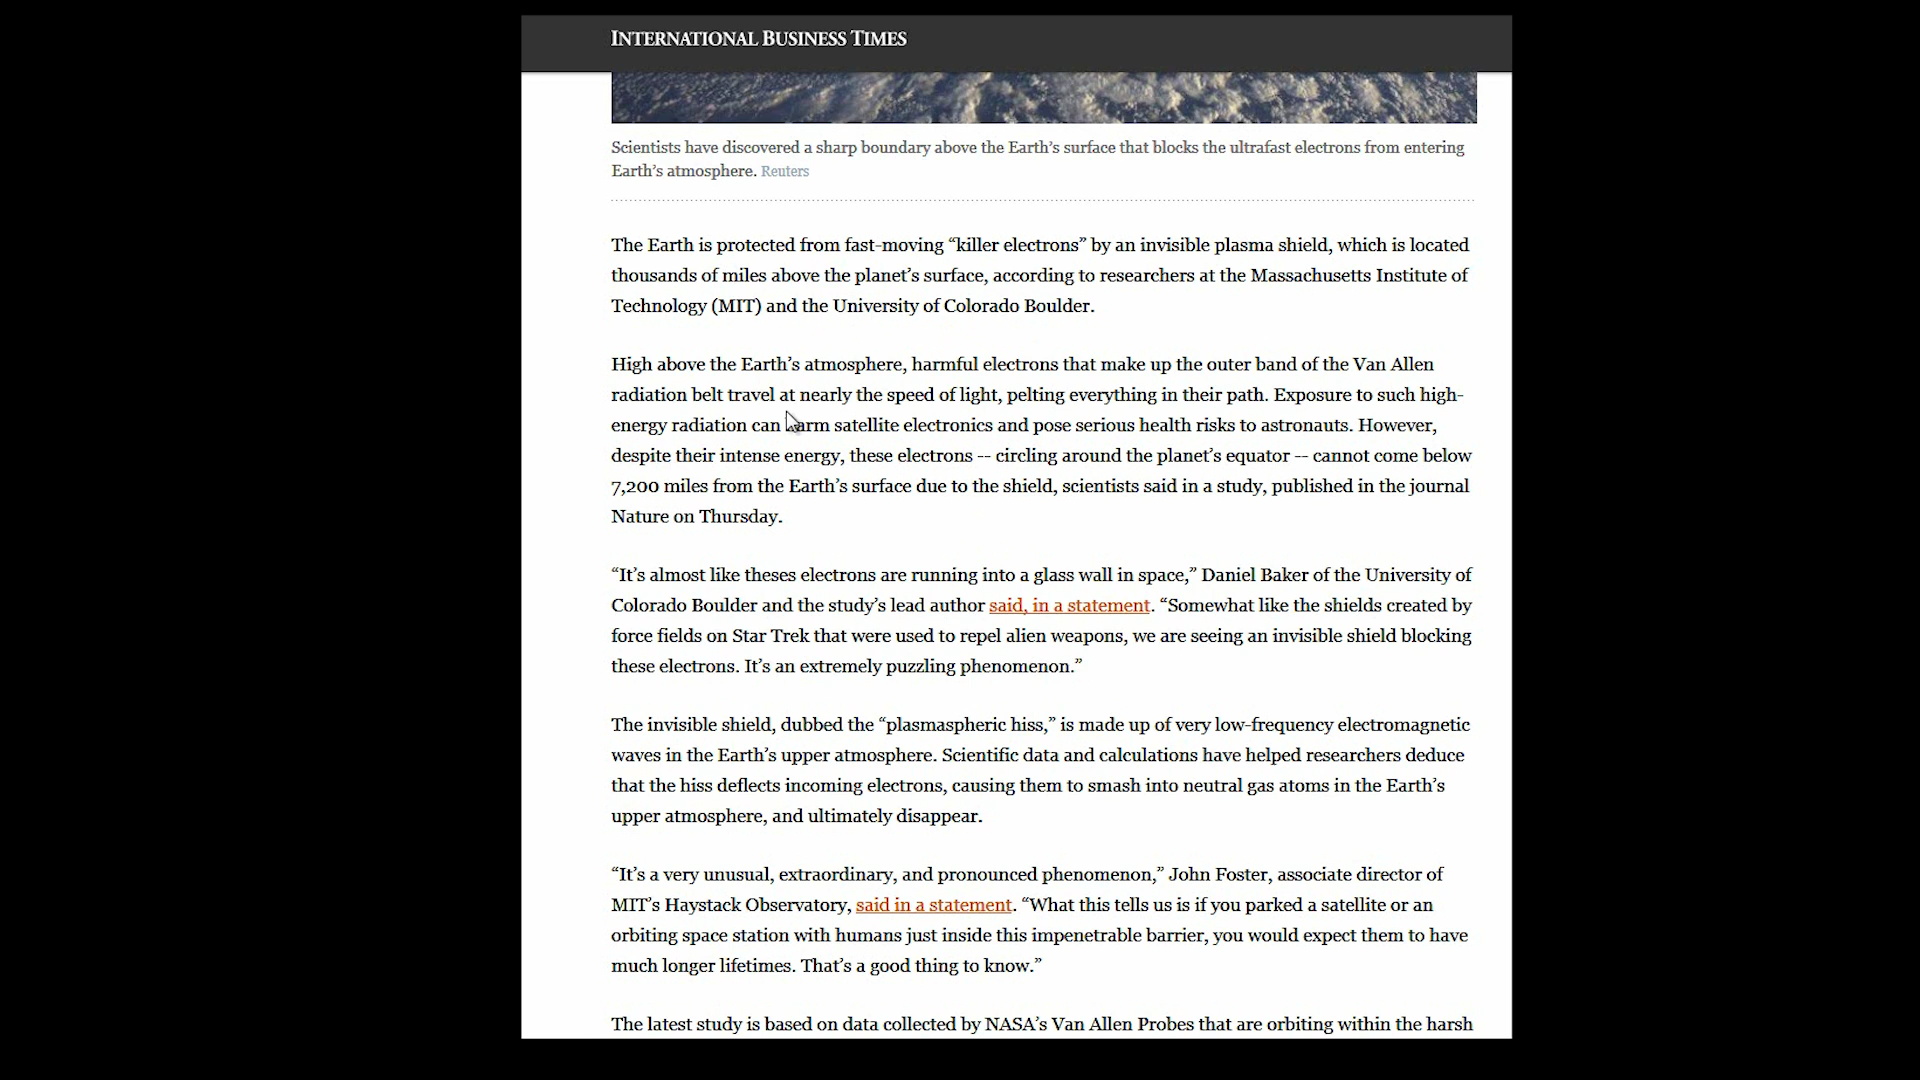 INTERNATIONAL BUSINESS TIMES
Scientists have discovered a sharp boundary above the Earth’s surface that blocks the ultrafast electrons from entering
Earth’s atmosphere. Reuters
The Earth is protected from fast-moving “killer electrons” by an invisible plasma shield, which is located
thousands of miles above the planet’s surface, according to researchers at the Massachusetts Institute of
Technology (MIT) and the University of Colorado Boulder.
High above the Earth’s atmosphere, harmful electrons that make up the outer band of the Van Allen
radiation belt travel at nearly the speed of light, pelting everything in their path. Exposure to such high-
energy radiation can harm satellite electronics and pose serious health risks to astronauts. However,
despite their intense energy, these electrons -- circling around the planet’s equator -- cannot come below
7,200 miles from the Earth’s surface due to the shield, scientists said in a study, published in the journal
Nature on Thursday.
“It’s almost like theses electrons are running into a glass wall in space,” Daniel Baker of the University of
Colorado Boulder and the study’s lead author said, in a statement. “Somewhat like the shields created by
force fields on Star Trek that were used to repel alien weapons, we are seeing an invisible shield blocking
these electrons. It’s an extremely puzzling phenomenon.”
The invisible shield, dubbed the “plasmaspheric hiss,” is made up of very low-frequency electromagnetic
waves in the Earth’s upper atmosphere. Scientific data and calculations have helped researchers deduce
that the hiss deflects incoming electrons, causing them to smash into neutral gas atoms in the Earth’s
upper atmosphere, and ultimately disappear.
“It’s a very unusual, extraordinary, and pronounced phenomenon,” John Foster, associate director of
MIT’s Haystack Observatory, said in a statement. “What this tells us is if you parked a satellite or an
orbiting space station with humans just inside this impenetrable barrier, you would expect them to have
much longer lifetimes. That’s a good thing to know.”
The latest study is based on data collected by NASA’s Van Allen Probes that are orbiting within the harsh